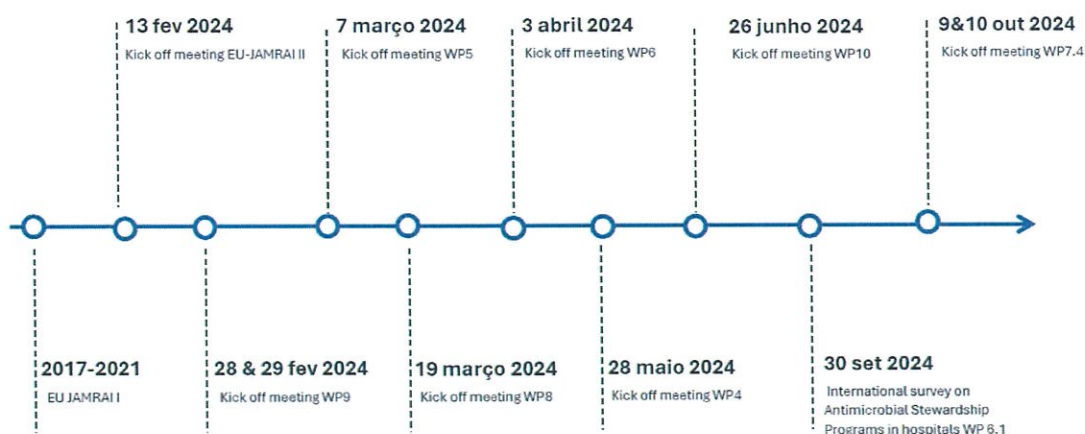 13 fev 2024
Kick off meeting EU-JAMRAI II
7 março 2024
Kick off meeting WP5
3 abril 2024
Kick off meeting WP6
26 junho 2024
Kick off meeting WP10
9&10 out 2024
Kick off meeting WP7.4
2017-2021
EU JAMRAI I
28 & 29 fev 2024
Kick off meeting WP9
19 março 2024
Kick off meeting WP8
28 maio 2024
Kick off meeting WP4
30 set 2024
International survey on
Antimicrobial Stewardship
Programs in hospitals WP 6.1